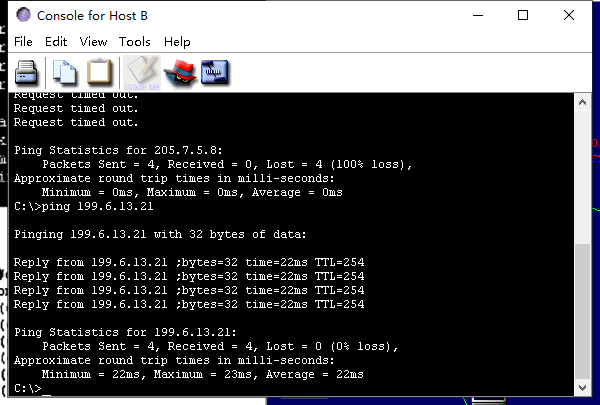 Console for Host B
File Edit View Tools Help
Grade Me
Request timed out.
Request timed out.
Request timed out.
Ping Statistics for 205.7.5.8:
Packets Sent = 4, Received = 0, Lost = 4 (100% loss),
Approximate round trip times in milli-seconds:
Minimum = 0ms, Maximum = 0ms, Average = 0ms
C:\>ping 199.6.13.21
Pinging 199.6.13.21 with 32 bytes of data:
Reply from 199.6.13.21 ;bytes=32 time=22ms TTL=254
Reply from 199.6.13.21 ;bytes=32 time=22ms TTL=254
Reply from 199.6.13.21 ;bytes=32 time=22ms TTL=254
Reply from 199.6.13.21 ;bytes=32 time=22ms TTL=254
Ping Statistics for 199.6.13.21:
Packets Sent = 4, Received = 4, Lost = 0 (0% loss),
Approximate round trip times in milli-seconds:
Minimum = 22ms, Maximum = 23ms, Average = 22ms
C:\>_